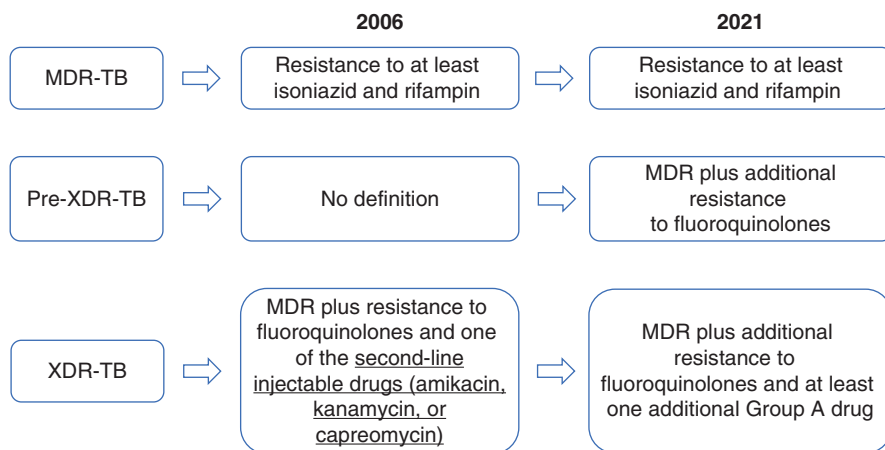 2006
2021
MDR-TB
Resistance to at least
isoniazid and rifampin
Resistance to at least
isoniazid and rifampin
Pre-XDR-TB
No definition
MDR plus additional
resistance
to fluoroquinolones
XDR-TB
MDR plus resistance to
fluoroquinolones and one
of the second-line
injectable drugs (amikacin,
kanamycin, or
capreomycin)
MDR plus additional
resistance to
fluoroquinolones and at least
one additional Group A drug